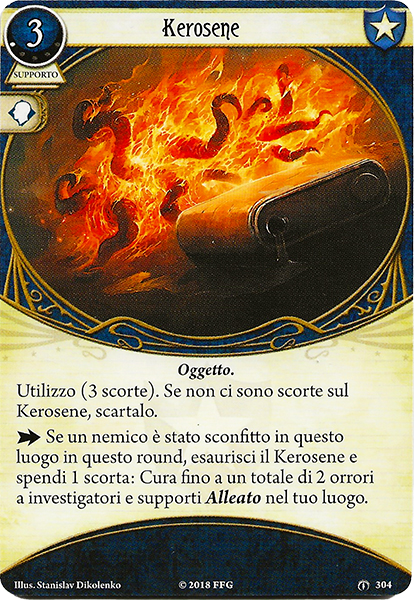 3
Kerosene
SUPPORTO
Oggetto.
Utilizzo (3 scorte). Se non ci sono scorte sul
Kerosene, scartalo.
Se un nemico è stato sconfitto in questo
luogo in questo round, esaurisci il Kerosene e
spendi 1 scorta: Cura fino a un totale di 2 orrori
a investigatori e supporti Alleato nel tuo luogo.
Illus. Stanislav Dikolenko
© 2018 FFG
304